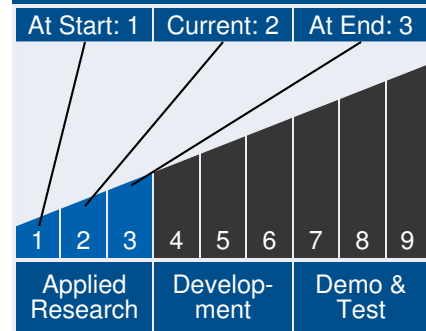 At Start: 1 Current: 2 At End: 3
1 2 3 4 5 6 7 8 9
Applied Develop- Demo &
Research ment Test